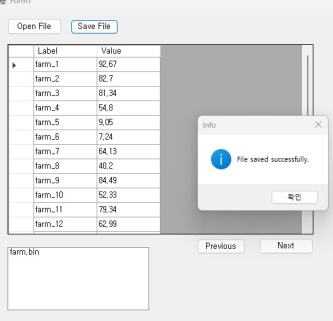 Form1
Open File
Save File
Label Value
farm_1 92,67
farm_2 82,7
farm_3 81,34
farm_4 54,8
farm_5 9,05
farm_6 7,24
farm_7 64,13
farm_8 40,2
farm_9 84,49
farm_10 52,33
farm_11 79,34
farm_12 62,99
Info
File saved successfully.
확인
Previous
Next
farm,bin